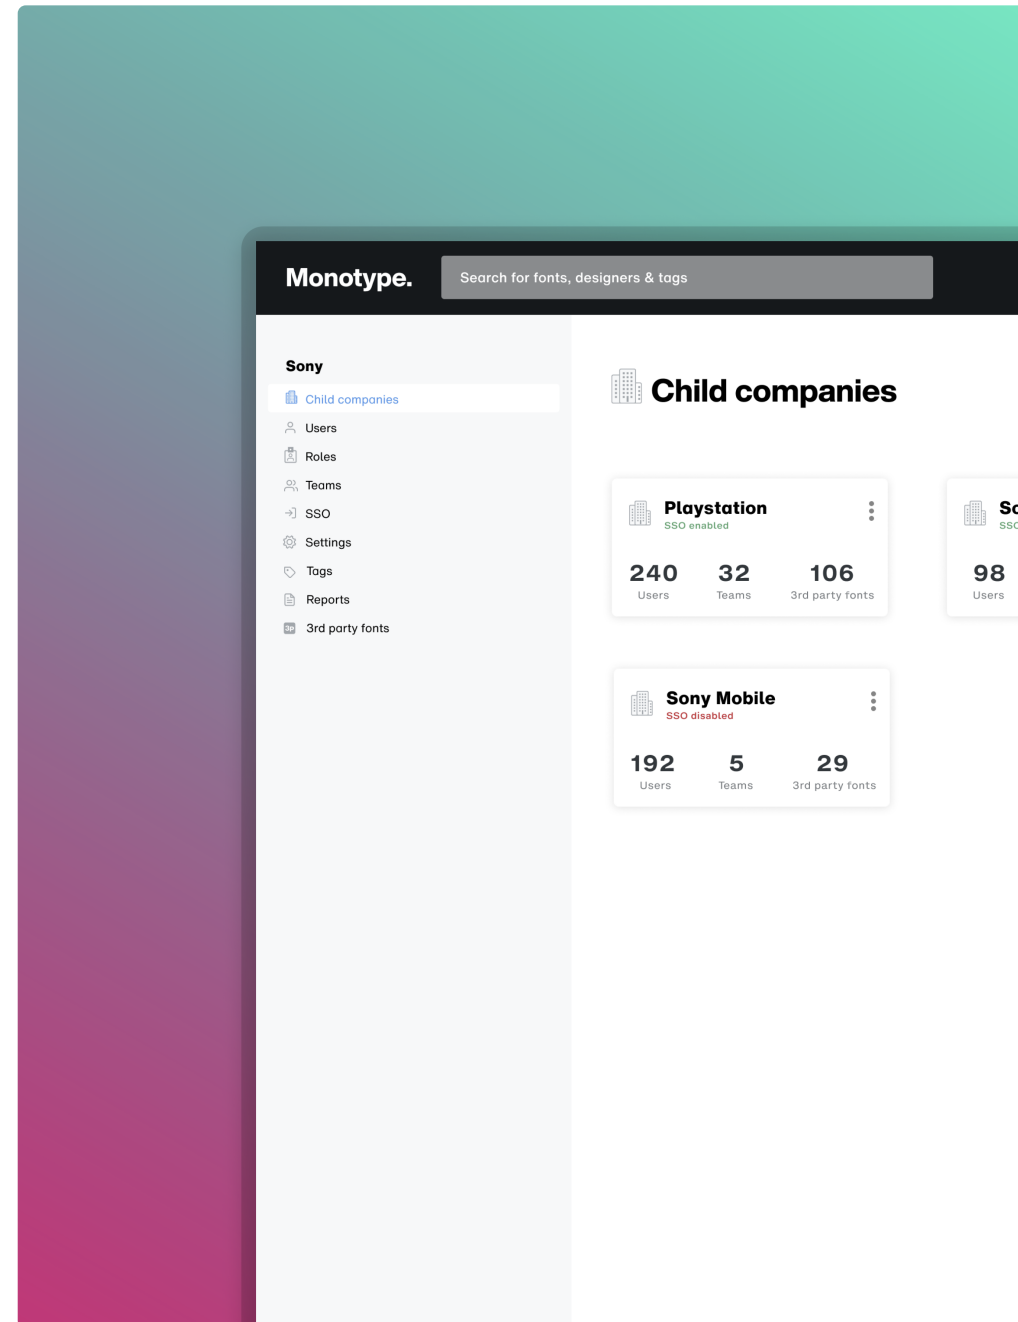 Monotype.
Search for fonts, designers & tags
Sony
Child companies
Users
Roles
Teams
SSO
Settings
Tags
Reports
3p 3rd party fonts
Child companies
Playstation
SSO enabled
240 32 106
Users Teams 3rd party fonts
98
Users
Sony Mobile
SSO disabled
192 5 29
Users Teams 3rd party fonts